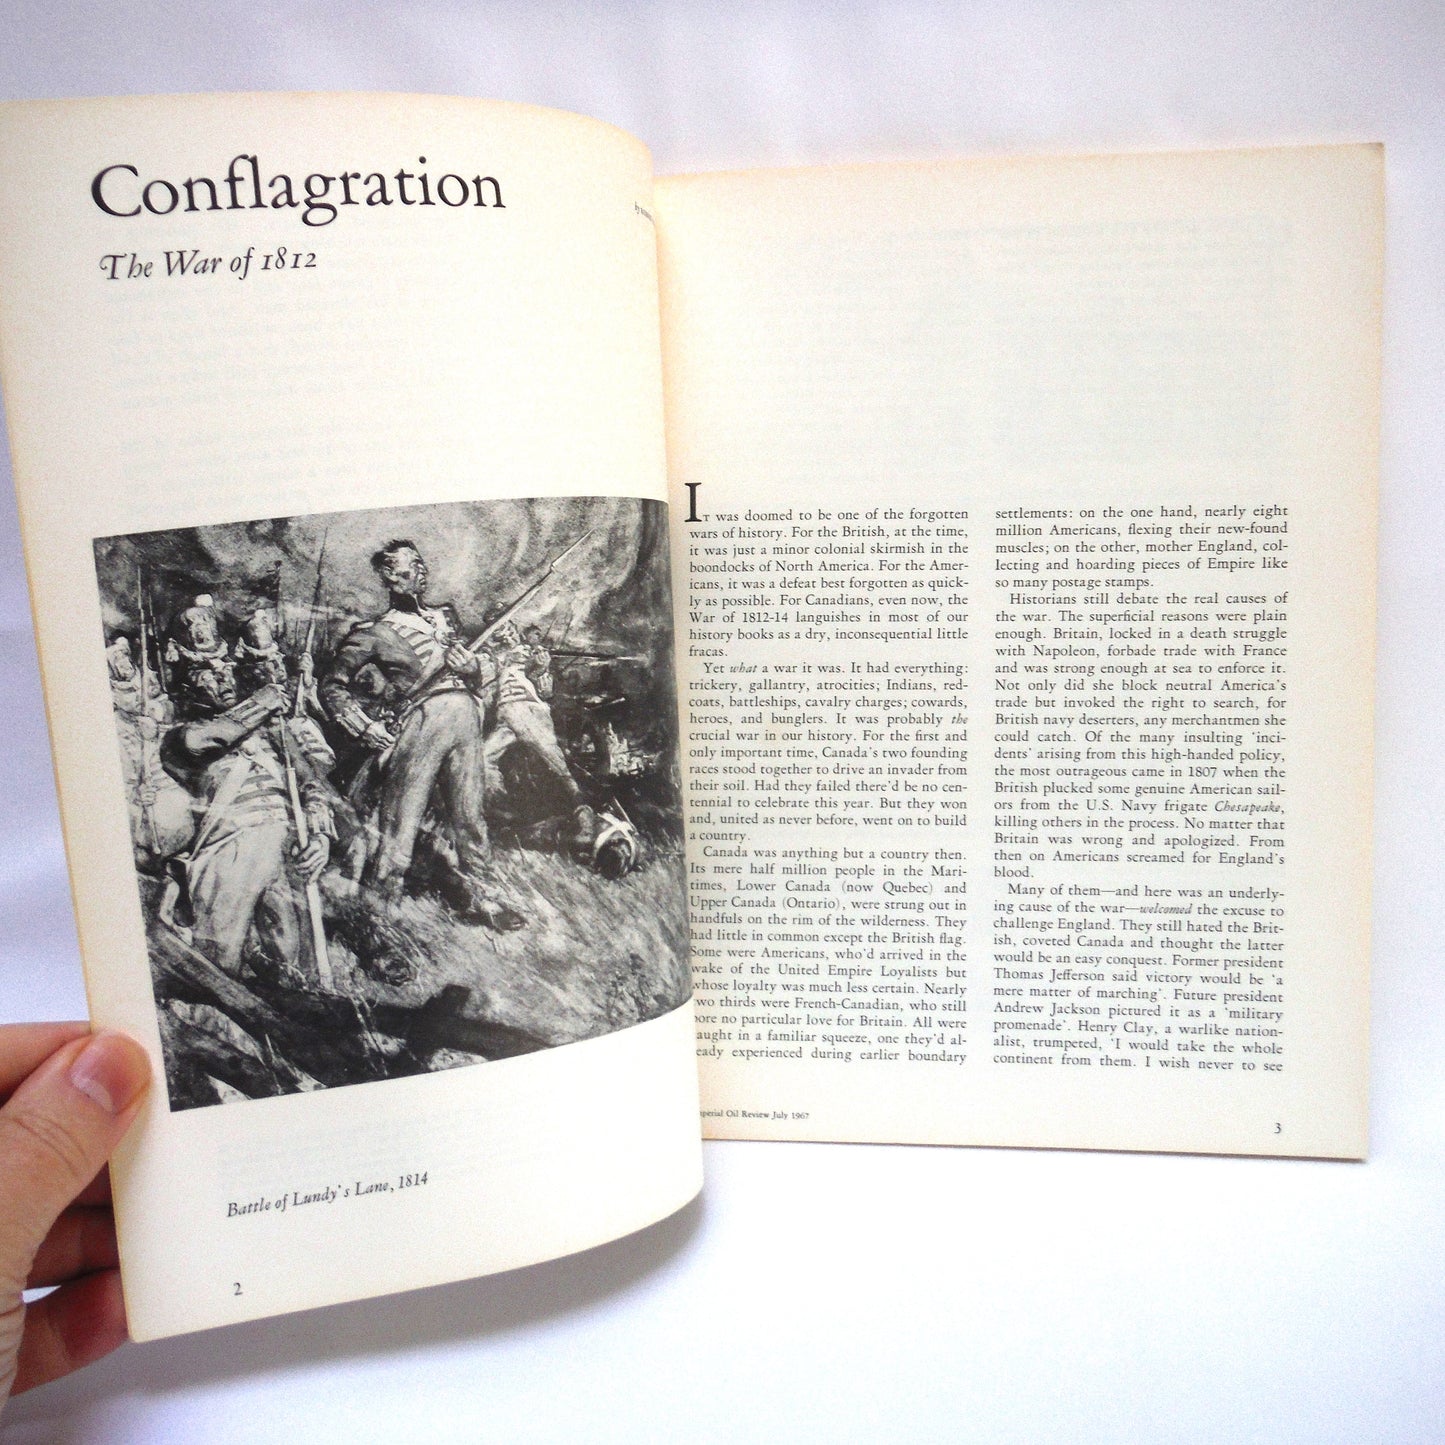 Conflagration
The War of 1812
by
Battle of Lundy's Lane, 1814
2
It was doomed to be one of the forgotten
wars of history. For the British, at the time,
it was just a minor colonial skirmish in the
boondocks of North America. For the Amer-
icans, it was a defeat best forgotten as quick-
ly as possible. For Canadians, even now, the
War of 1812-14 languishes in most of our
history books as a dry, inconsequential little
fracas.
Yet what a war it was. It had everything:
trickery, gallantry, atrocities; Indians, red-
coats, battleships, cavalry charges; cowards,
heroes, and bunglers. It was probably the
crucial war in our history. For the first and
only important time, Canada's two founding
races stood together to drive an invader from
their soil. Had they failed there'd be no cen-
tennial to celebrate this year. But they won
and, united as never before, went on to build
a country.
Canada was anything but a country then.
Its mere half million people in the Mari-
times, Lower Canada (now Quebec) and
Upper Canada (Ontario), were strung out in
handfuls on the rim of the wilderness. They
had little in common except the British flag.
Some were Americans, who'd arrived in the
wake of the United Empire Loyalists but
whose loyalty was much less certain. Nearly
two thirds were French-Canadian, who still
bore no particular love for Britain. All were
caught in a familiar squeeze, one they'd al-
ready experienced during earlier boundary
settlements: on the one hand, nearly eight
million Americans, flexing their new-found
muscles; on the other, mother England, col-
lecting and hoarding pieces of Empire like
so many postage stamps.
Historians still debate the real causes of
the war. The superficial reasons were plain
enough. Britain, locked in a death struggle
with Napoleon, forbade trade with France
and was strong enough at sea to enforce it.
Not only did she block neutral America's
trade but invoked the right to search, for
British navy deserters, any merchantmen she
could catch. Of the many insulting 'inci-
dents' arising from this high-handed policy,
the most outrageous came in 1807 when the
British plucked some genuine American sail-
ors from the U.S. Navy frigate Chesapeake,
killing others in the process. No matter that
Britain was wrong and apologized. From
then on Americans screamed for England's
blood.
Many of them—and here was an underly-
ing cause of the war—welcomed the excuse to
challenge England. They still hated the Brit-
ish, coveted Canada and thought the latter
would be an easy conquest. Former president
Thomas Jefferson said victory would be 'a
mere matter of marching'. Future president
Andrew Jackson pictured it as a 'military
promenade'. Henry Clay, a warlike nation-
alist, trumpeted, 'I would take the whole
continent from them. I wish never to see
Imperial Oil Review July 1967
3